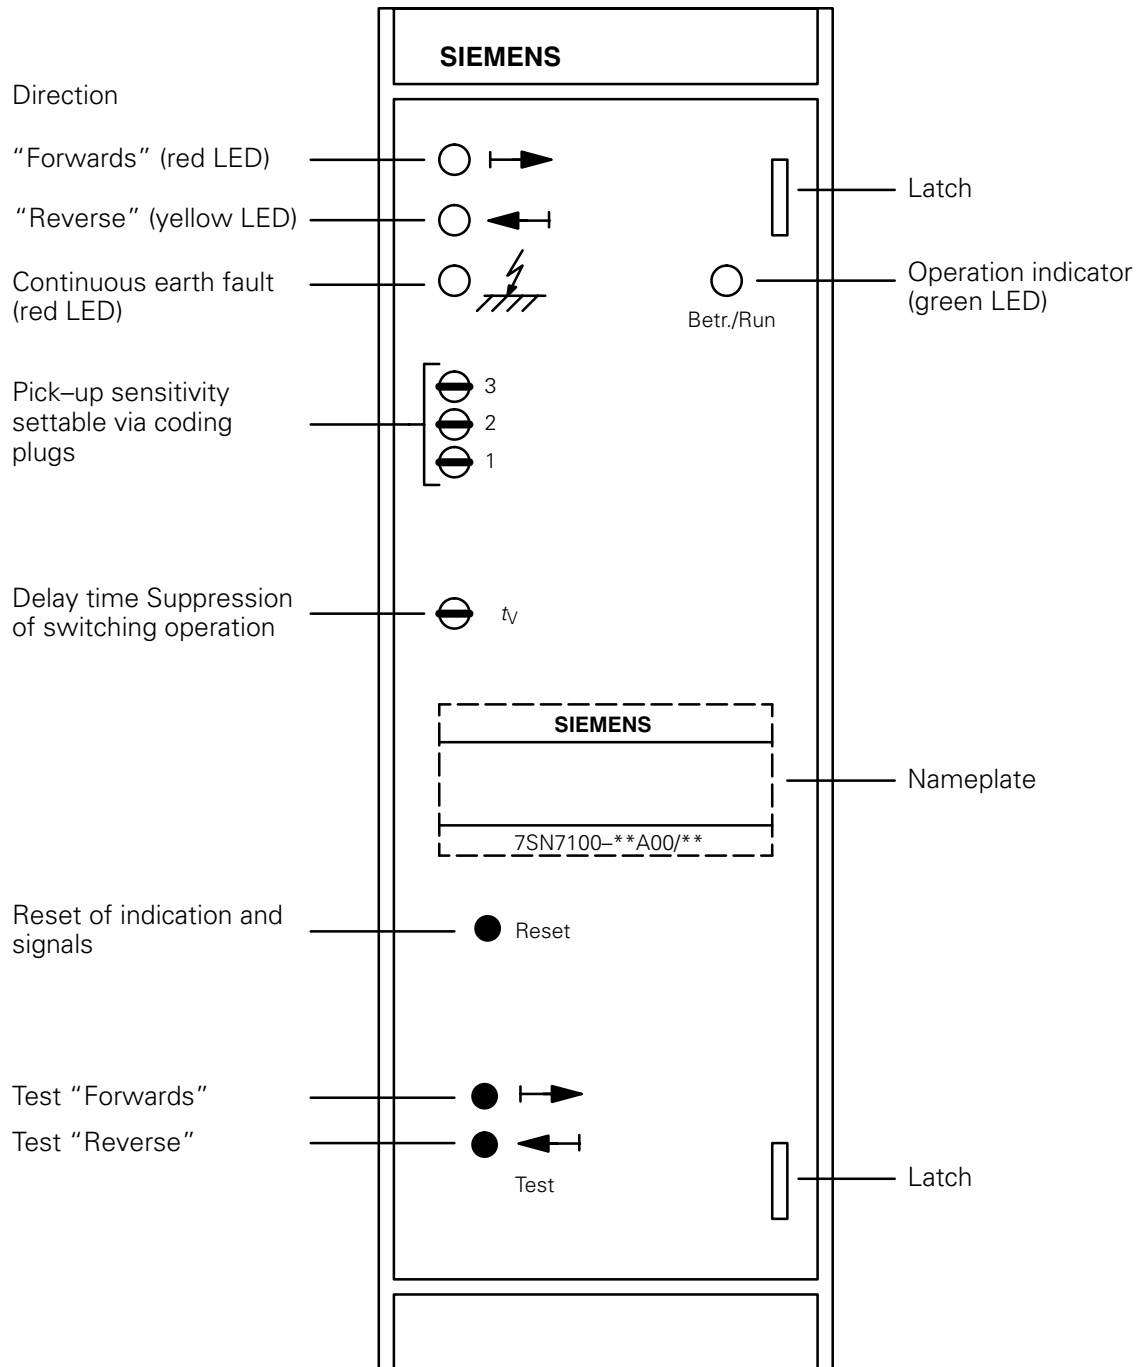 SIEMENS
Direction
“Forwards” (red LED)
“Reverse” (yellow LED)
Continuous earth fault
(red LED)
Latch
Operation indicator
(green LED)
Betr./Run
Pick–up sensitivity
settable via coding
plugs
3
2
1
Delay time Suppression
of switching operation
tV
SIEMENS
7SN7100–**A00/**
Nameplate
Reset of indication and
signals
Reset
Test “Forwards”
Test “Reverse”
Test
Latch